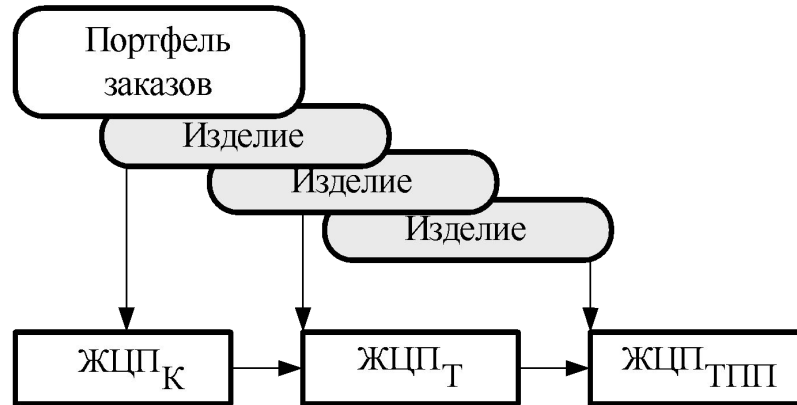 Портфель
заказов
Изделие
Изделие
Изделие
ЖЦПК
ЖЦПТ
ЖЦПТПП